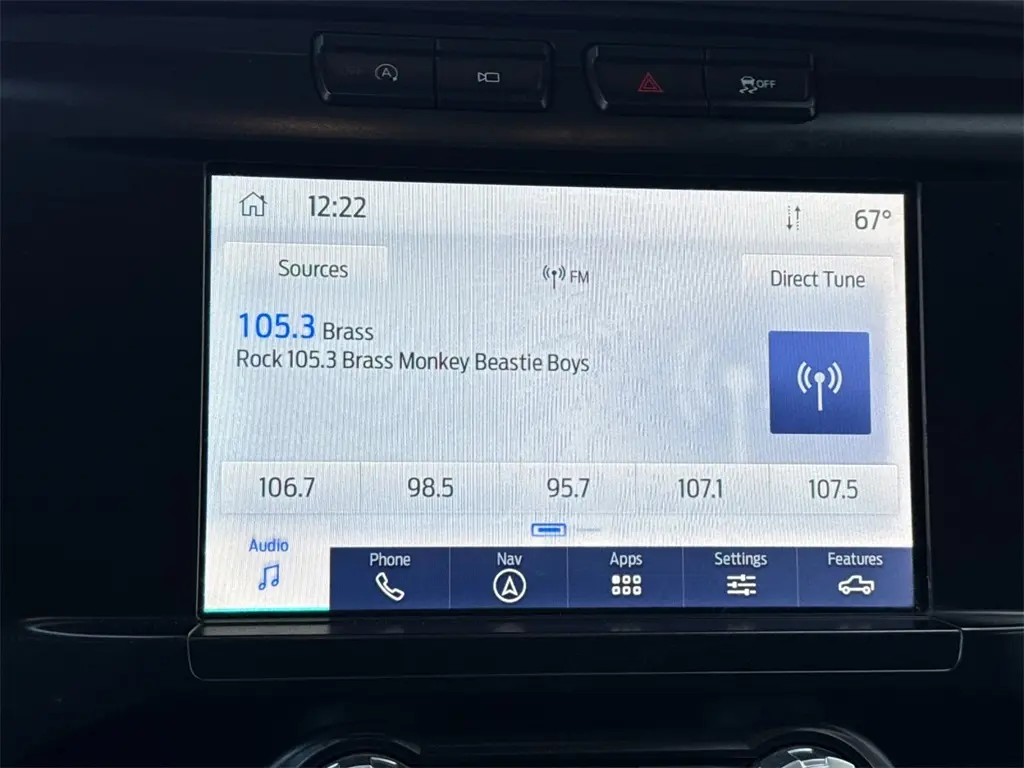 A
OFF
12:22
67°
Sources
FM
Direct Tune
105.3 Brass
Rock 105.3 Brass Monkey Beastie Boys
106.7 98.5 95.7 107.1 107.5
Audio Phone Nav Apps Settings Features